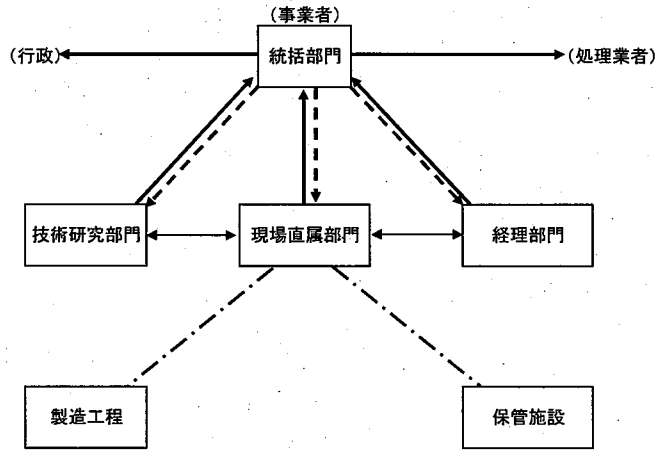 (事業者)
(行政)
統括部門
(処理業者)
技術研究部門
現場直属部門
経理部門
製造工程
保管施設